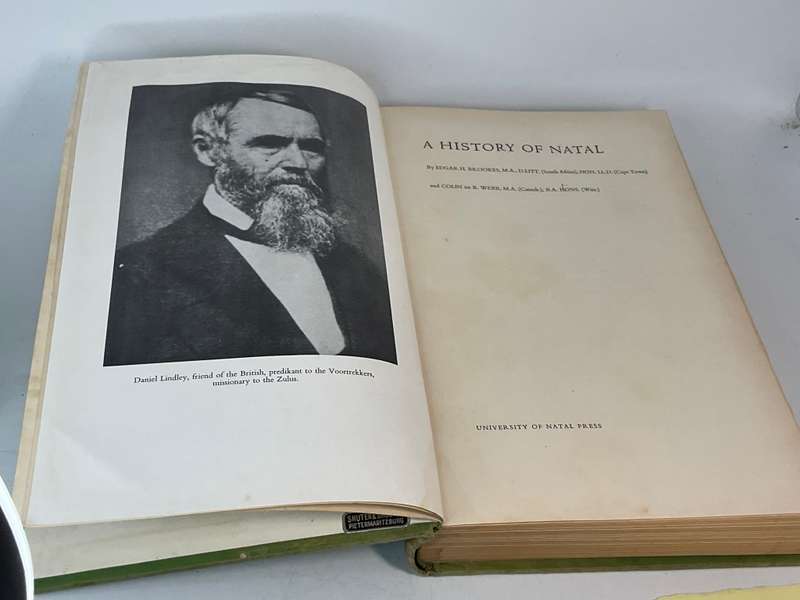 Daniel Lindley, friend of the British, predikant to the Voortrekkers,
missionary to the Zulus.
SHUTER &
PIETERMARITZBURG
A HISTORY OF NATAL
By EDGAR H. BROOKES, M.A., D.LITT. (South Africa), HON. LL.D. (Cape Town)
and COLIN de B. WEBB, M.A. (Cantab.), B.A. HONS. (Wits.)
UNIVERSITY OF NATAL PRESS